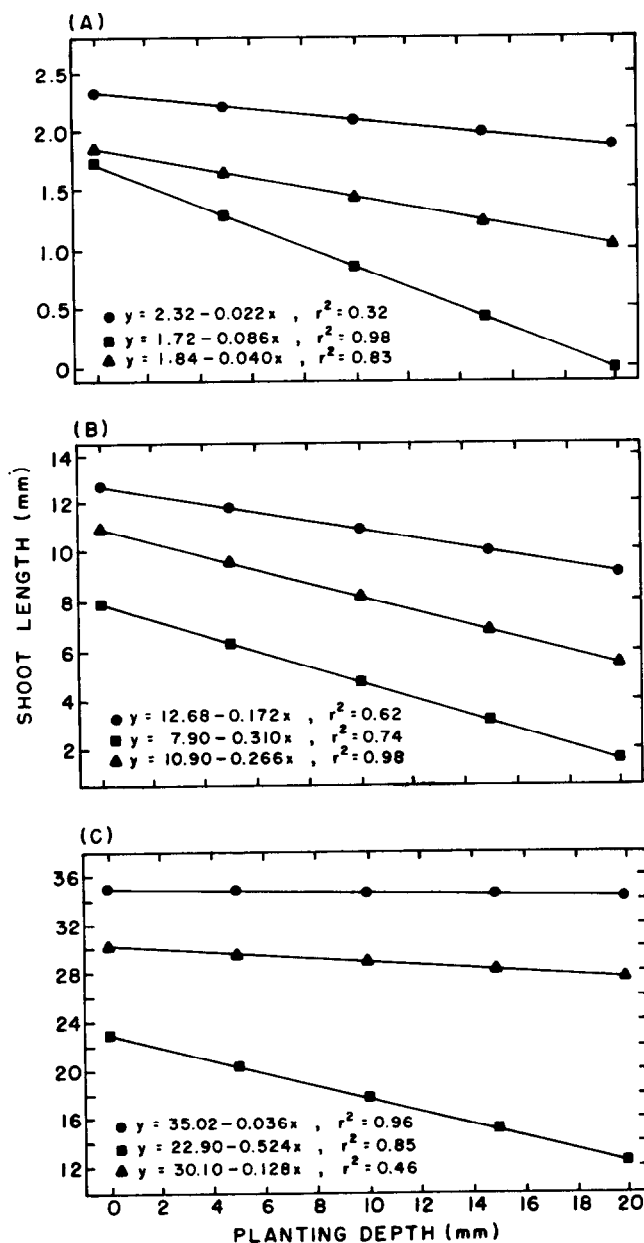 (A)
2.5
2.0
1.5
1.0
0.5
0
● y = 2.32-0.022x , r²=0.32
■ y = 1.72-0.086x , r²=0.98
▲ y = 1.84-0.040x , r²=0.83
(B)
14
12
10
8
6
4
2
● y = 12.68-0.172x , r²=0.62
■ y = 7.90-0.310x , r²=0.74
▲ y = 10.90-0.266x , r²=0.98
SHOOT LENGTH (mm)
(C)
36
32
28
24
20
16
12
● y = 35.02-0.036x , r²=0.96
■ y = 22.90-0.524x , r²=0.85
▲ y = 30.10-0.128x , r²=0.46
0 2 4 6 8 10 12 14 16 18 20
PLANTING DEPTH (mm)